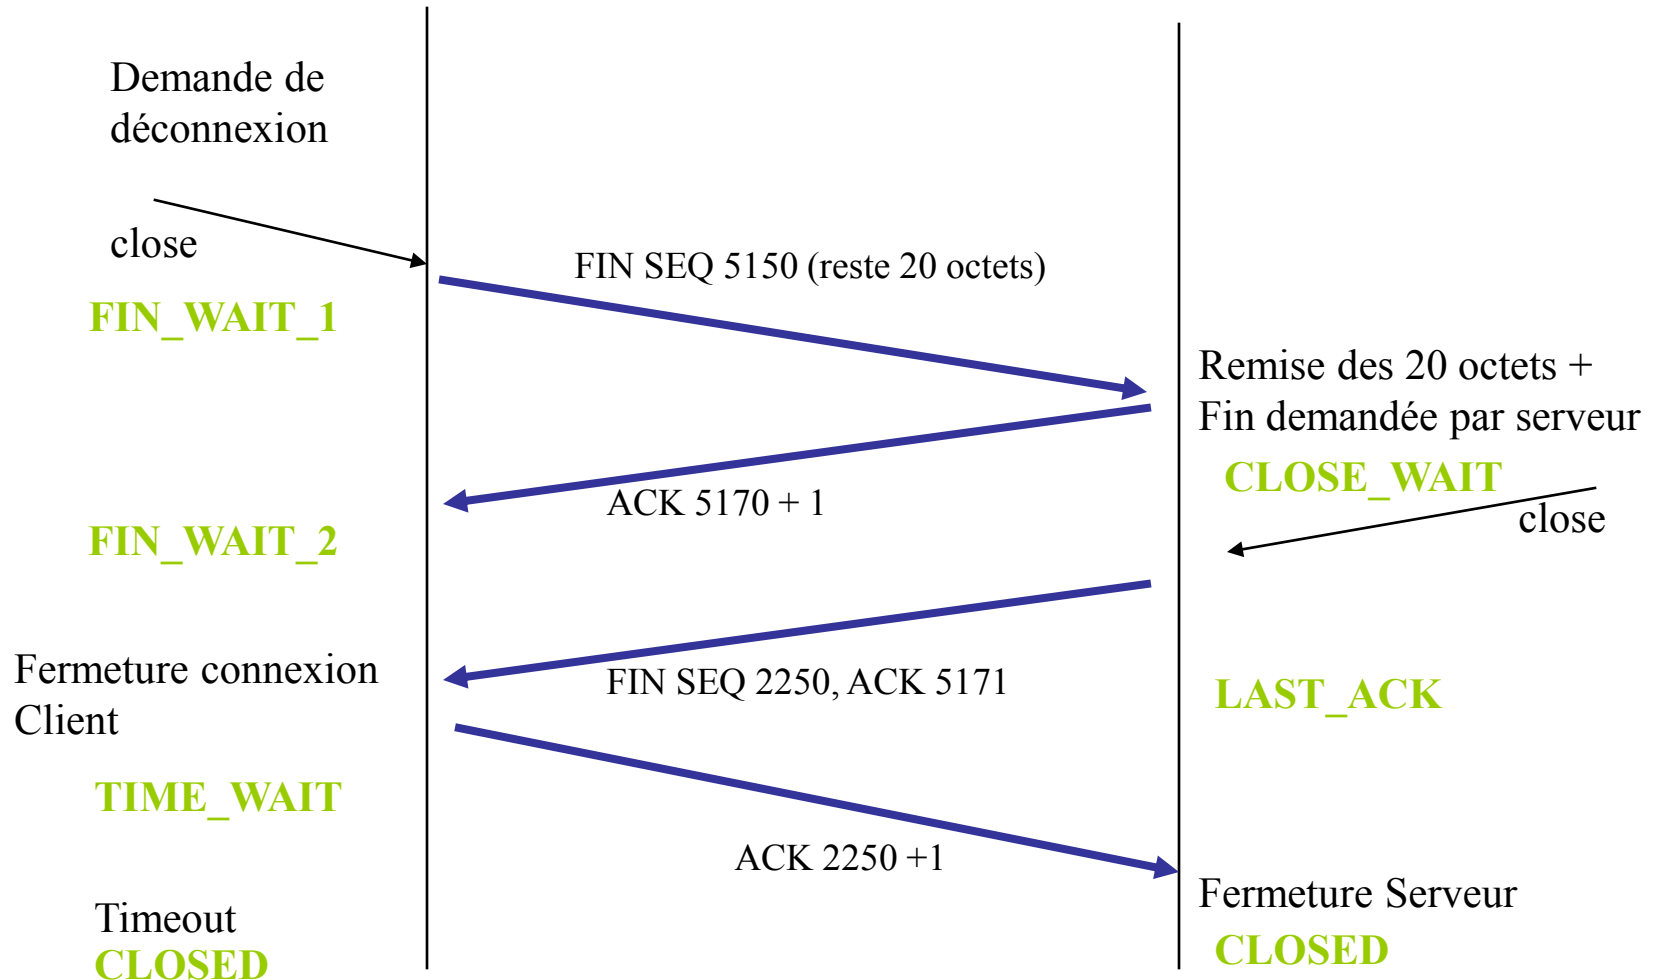 Demande de
déconnexion
close
FIN SEQ 5150 (reste 20 octets)
FIN_WAIT_1
Remise des 20 octets +
Fin demandée par serveur
CLOSE_WAIT
ACK 5170 + 1
close
FIN_WAIT_2
Fermeture connexion
Client
FIN SEQ 2250, ACK 5171
LAST_ACK
TIME_WAIT
ACK 2250 +1
Fermeture Serveur
Timeout
CLOSED
CLOSED